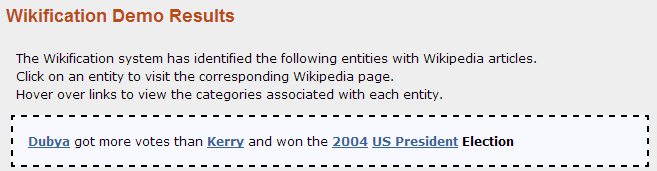 Wikification Demo Results
The Wikification system has identified the following entities with Wikipedia articles.
Click on an entity to visit the corresponding Wikipedia page.
Hover over links to view the categories associated with each entity.
Dubya got more votes than Kerry and won the 2004 US President Election